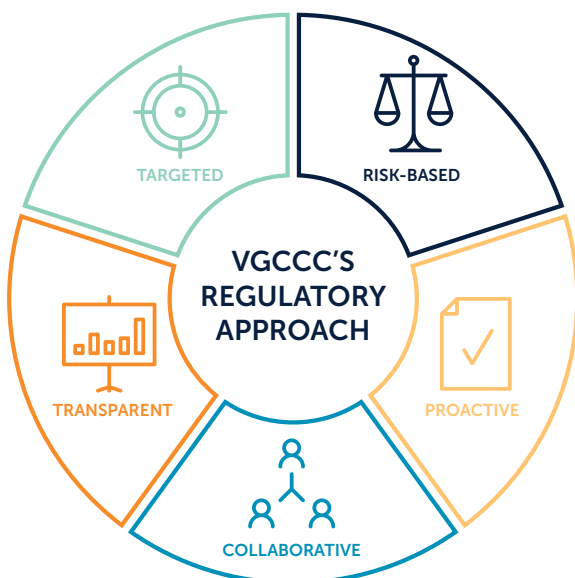 TARGETED
RISK-BASED
VGCCC'S
REGULATORY
APPROACH
TRANSPARENT
PROACTIVE
COLLABORATIVE